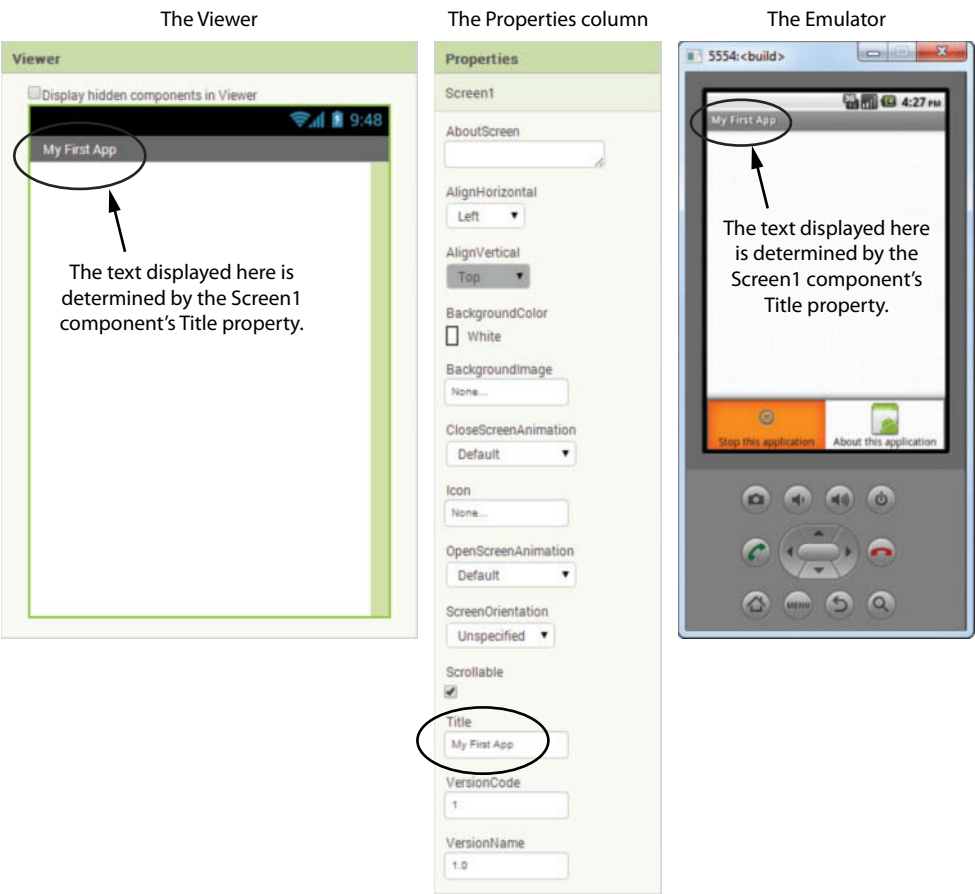 The Viewer
Viewer
Display hidden components in Viewer
9:48
My First App
The text displayed here is
determined by the Screen1
component's Title property.
The Properties column
Properties
Screen1
AboutScreen
AlignHorizontal
Left
AlignVertical
Top
BackgroundColor
White
BackgroundImage
None...
CloseScreenAnimation
Default
Icon
None...
OpenScreenAnimation
Default
ScreenOrientation
Unspecified
Scrollable
Title
My First App
VersionCode
1
VersionName
1.0
The Emulator
5554:<build>
4:27 PM
My First App
The text displayed here
is determined by the
Screen1 component's
Title property.
Stop this application
About this application
MENU